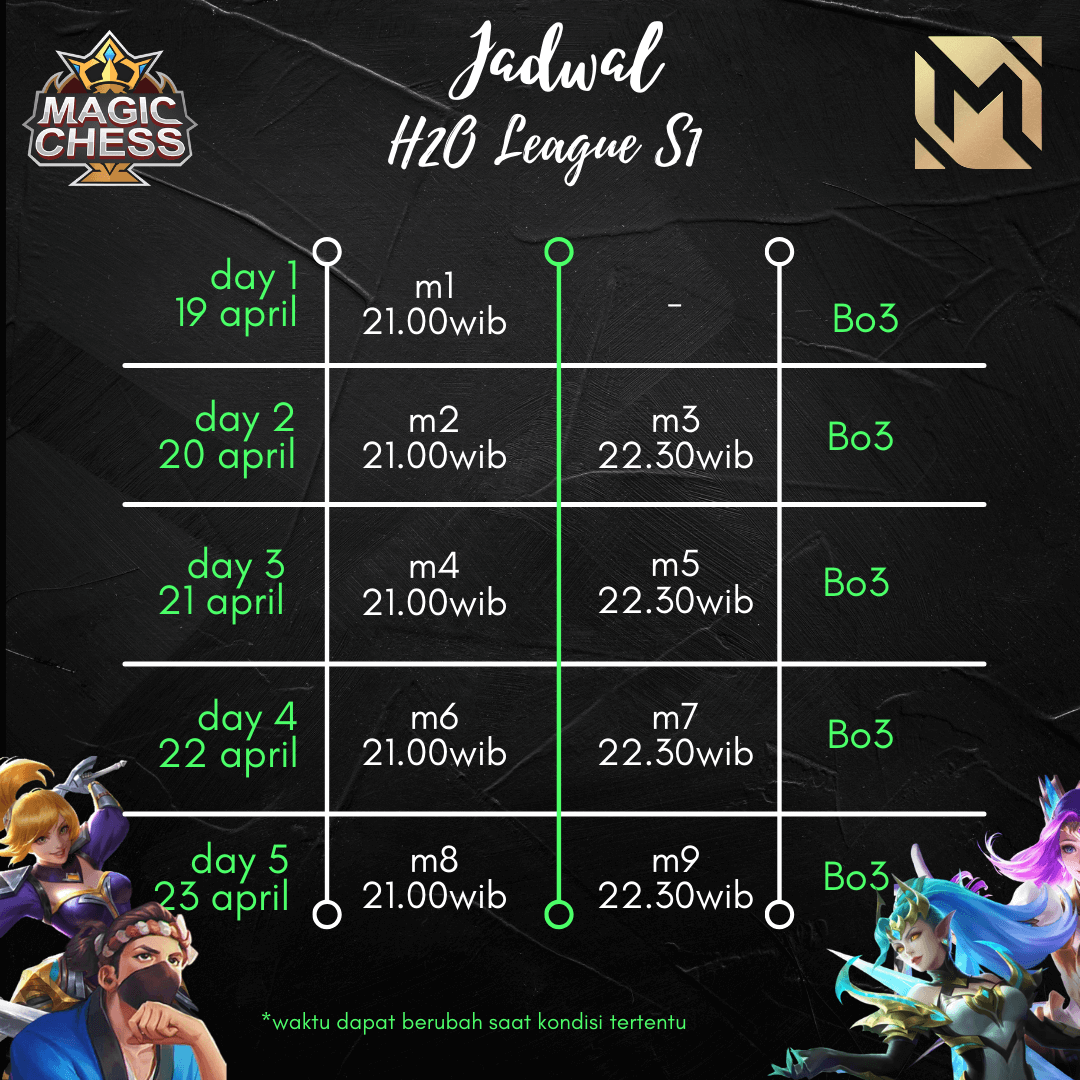 MAGIC
CHESS
Jadwal
H2O League S1
M
day 1
19 april
m1
21.00wib
-
Bo3
day 2
20 april
m2
21.00wib
m3
22.30wib
Bo3
day 3
21 april
m4
21.00wib
m5
22.30wib
Bo3
day 4
22 april
m6
21.00wib
m7
22.30wib
Bo3
day 5
23 april
m8
21.00wib
m9
22.30wib
Bo3
*waktu dapat berubah saat kondisi tertentu